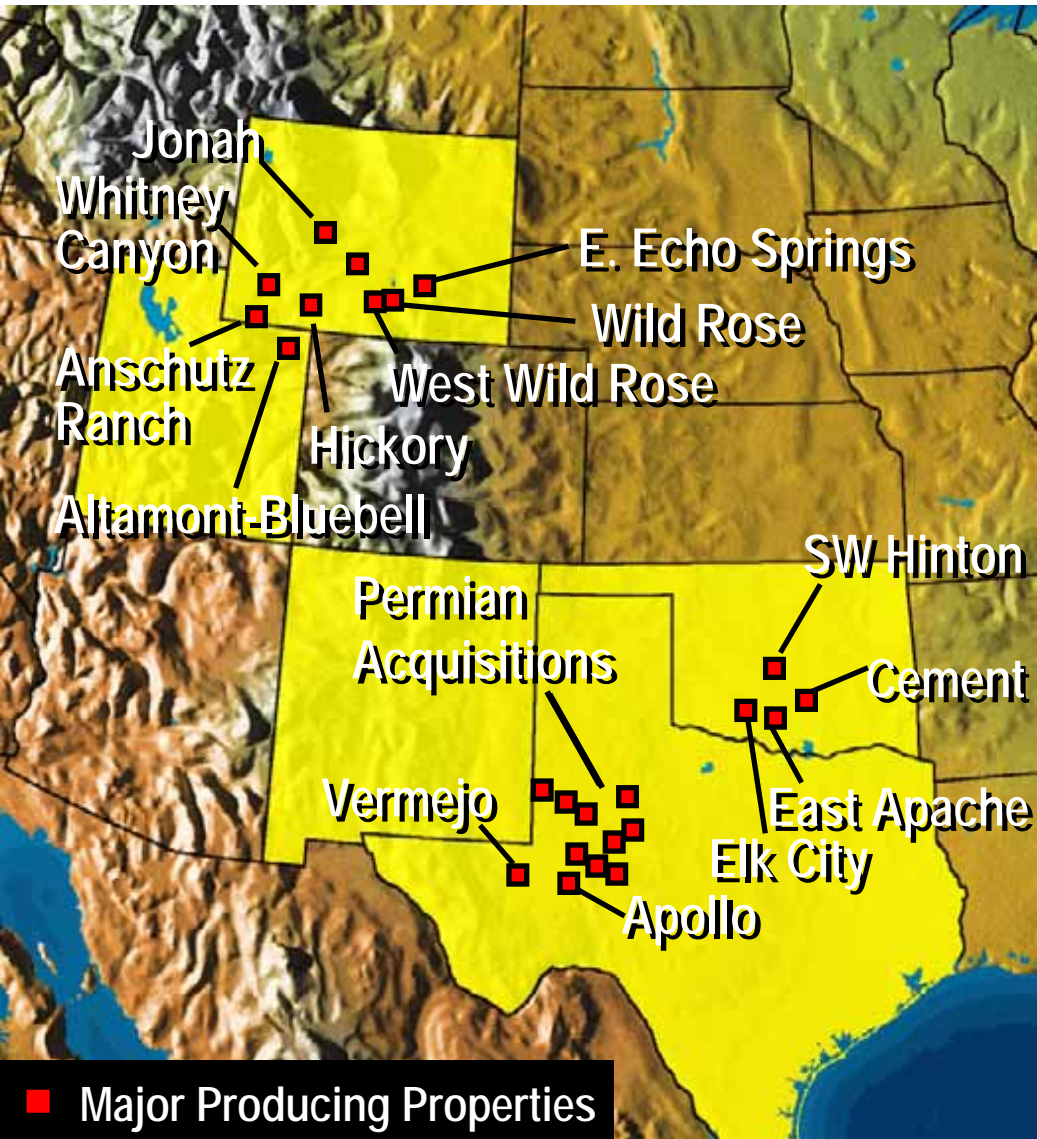 Jonah
Whitney
Canyon
E. Echo Springs
Wild Rose
Anschutz
Ranch
West Wild Rose
Hickory
Altamont-Bluebell
SW Hinton
Permian
Acquisitions
Cement
Vermejo
East Apache
Elk City
Apollo
Major Producing Properties